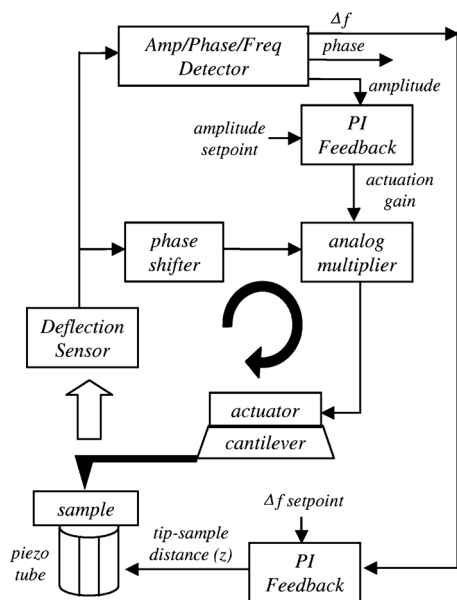 Δf
Amp/Phase/Freq
Detector
phase
amplitude
amplitude
setpoint
PI
Feedback
actuation
gain
phase
shifter
analog
multiplier
Deflection
Sensor
actuator
cantilever
sample
Δf setpoint
piezo
tube
tip-sample
distance (z)
PI
Feedback